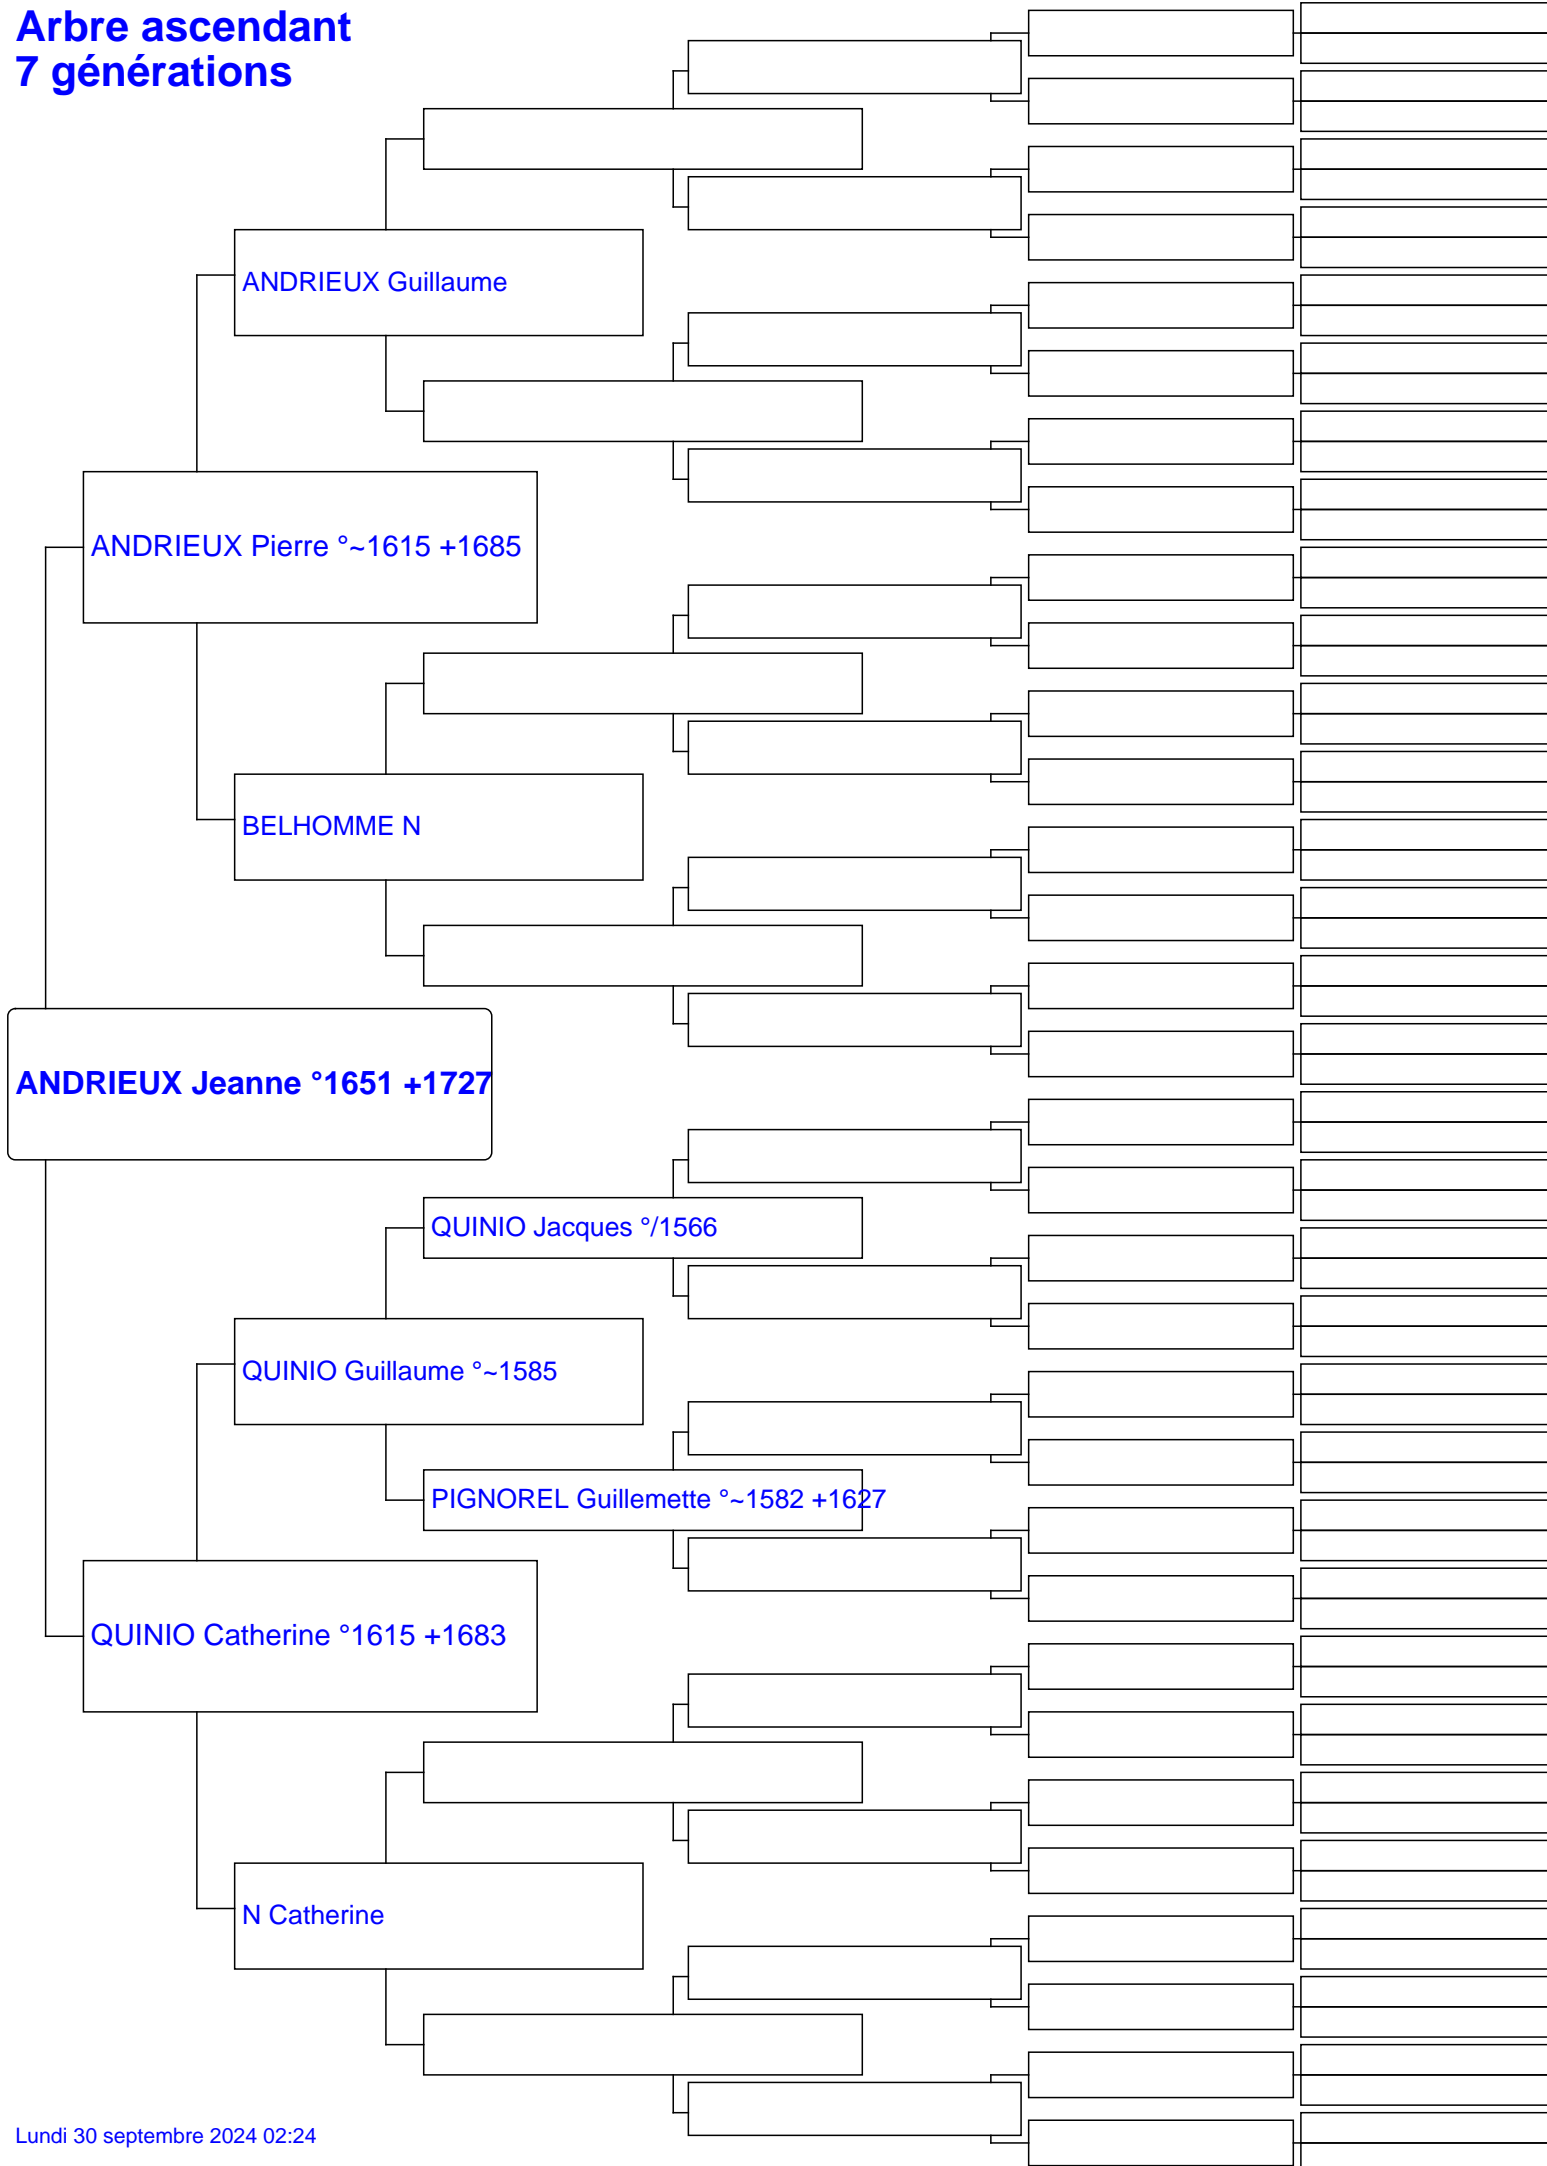 Arbre ascendant
7 générations
ANDRIEUX Guillaume
ANDRIEUX Pierre °~1615 +1685
BELHOMME N
ANDRIEUX Jeanne °1651 +1727
QUINIO Jacques °/1566
QUINIO Guillaume °~1585
PIGNOREL Guillemette °~1582 +1627
QUINIO Catherine °1615 +1683
N Catherine
Lundi 30 septembre 2024 02:24